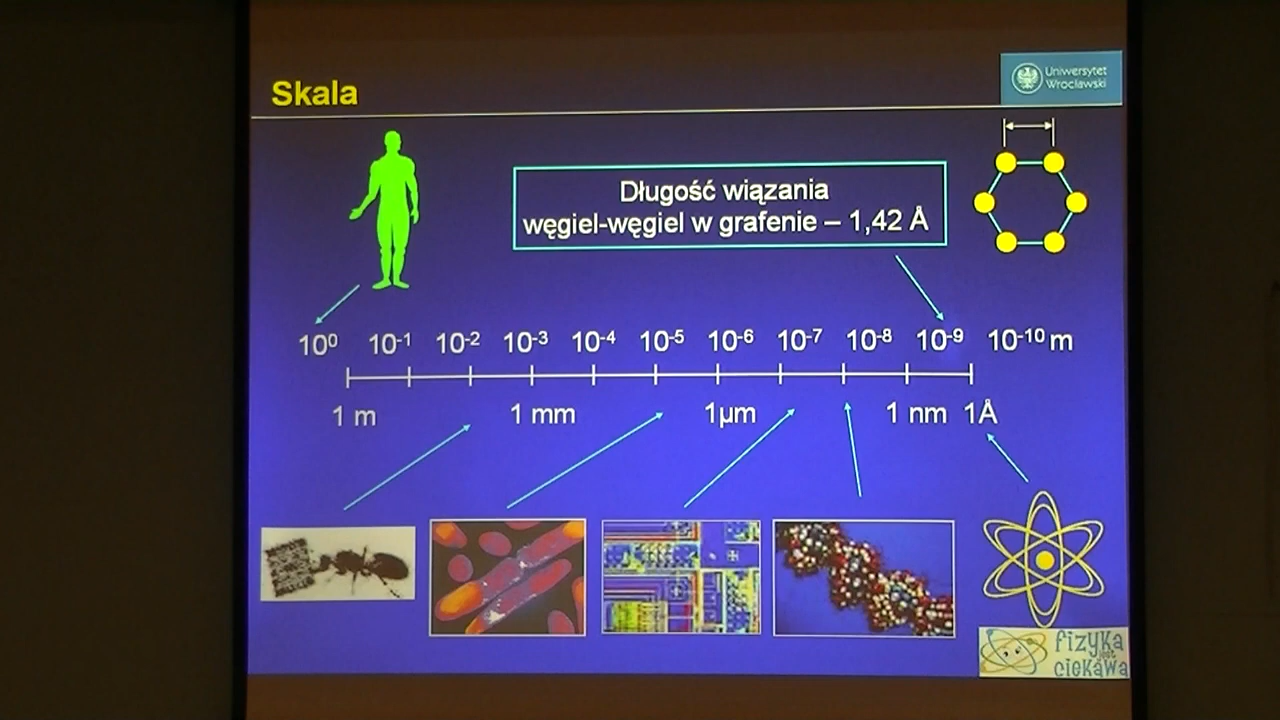 Skala
Uniwersytet
Wrocławski
Długość wiązania
węgiel-węgiel w grafenie – 1,42 Å
10⁰ 10⁻¹ 10⁻² 10⁻³ 10⁻⁴ 10⁻⁵ 10⁻⁶ 10⁻⁷ 10⁻⁸ 10⁻⁹ 10⁻¹⁰ m
1 m 1 mm 1µm 1 nm 1Å
fizyka
jest
ciekawa